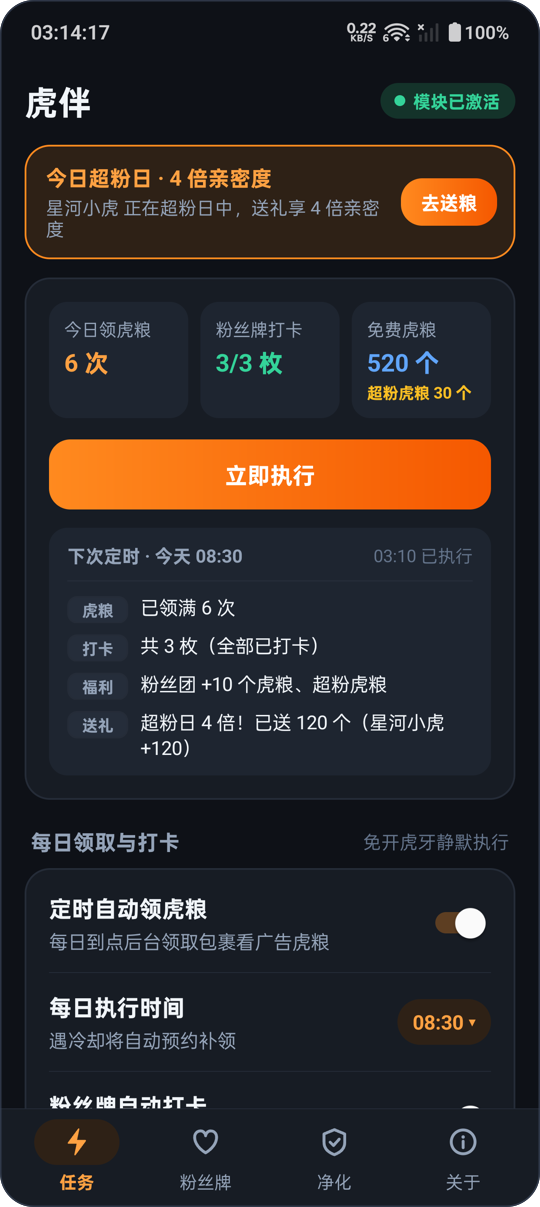 03:14:17
0.22
KB/S
6
100%
虎伴
模块已激活
今日超粉日 · 4 倍亲密度
星河小虎 正在超粉日中，送礼享 4 倍亲密
度
去送粮
今日领虎粮
6 次
粉丝牌打卡
3/3 枚
免费虎粮
520 个
超粉虎粮 30 个
立即执行
下次定时 · 今天 08:30
03:10 已执行
虎粮
已领满 6 次
打卡
共 3 枚（全部已打卡）
福利
粉丝团 +10 个虎粮、超粉虎粮
送礼
超粉日 4 倍！已送 120 个（星河小虎
+120）
每日领取与打卡
免开虎牙静默执行
定时自动领虎粮
每日到点后台领取包裹看广告虎粮
每日执行时间
遇冷却将自动预约补领
08:30
粉丝牌自动打卡
任务
粉丝牌
净化
关于